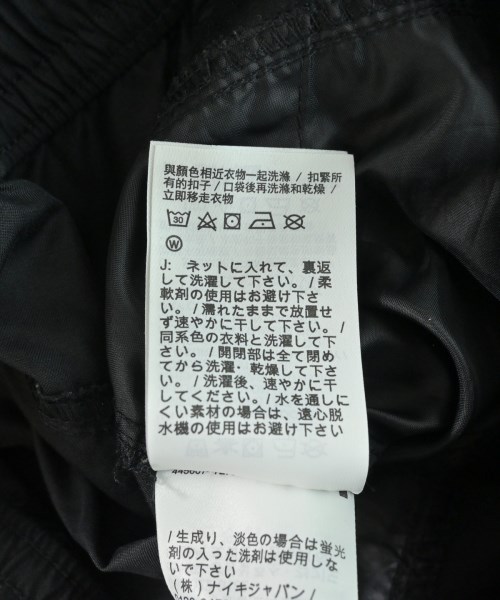 與顏色相近衣物一起洗滌 / 扣緊所
有的扣子 / 口袋後再洗滌和乾燥 /
立即移走衣物
30
W
J: ネットに入れて、裏返
して洗濯して下さい。/ 柔
軟剤の使用はお避け下さ
い。/ 濡れたままで放置せ
ず速やかに干して下さい。/
同系色の衣料と洗濯して下
さい。/ 開閉部は全て閉め
てから洗濯・乾燥して下さ
い。/ 洗濯後、速やかに干
してください。/ 水を通しに
くい素材の場合は、遠心脱
水機の使用はお避け下さい
/ 生成り、淡色の場合は蛍光
剤の入った洗剤は使用しな
いで下さい
(株) ナイキジャパン /